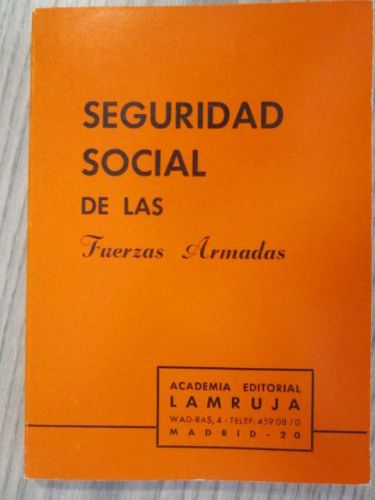 SEGURIDAD
SOCIAL
DE LAS
Fuerzas Armadas
ACADEMIA EDITORIAL
LAMRUJA
WAD-RAS, 4 - TELEF. 459 08 70
MADRID - 20